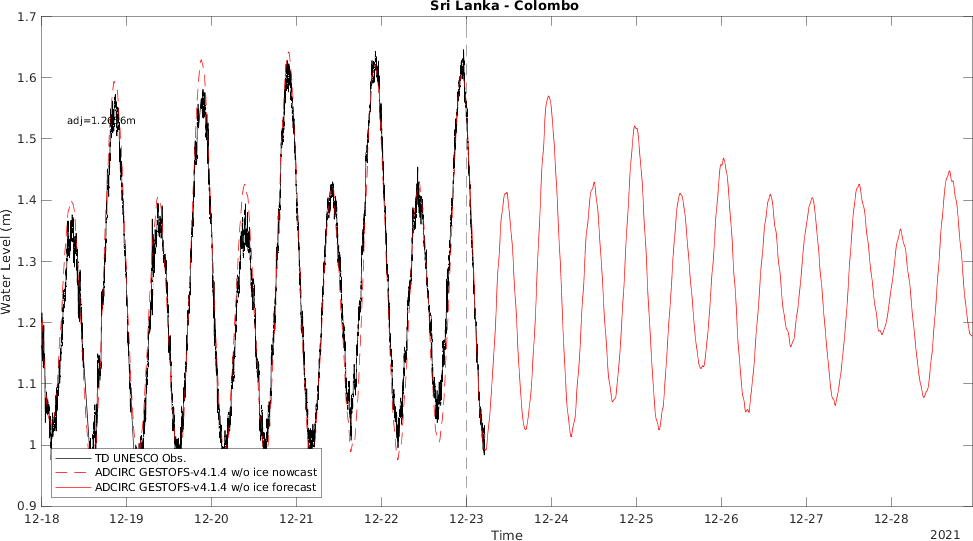 Sri Lanka - Colombo
1.7
1.6
1.5
1.4
1.3
1.2
1.1
1
0.9
Water Level (m)
TD UNESCO Obs.
ADCIRC GESTOFS-v4.1.4 w/o ice nowcast
ADCIRC GESTOFS-v4.1.4 w/o ice forecast
12-18 12-19 12-20 12-21 12-22 12-23 12-24 12-25 12-26 12-27 12-28
Time
2021